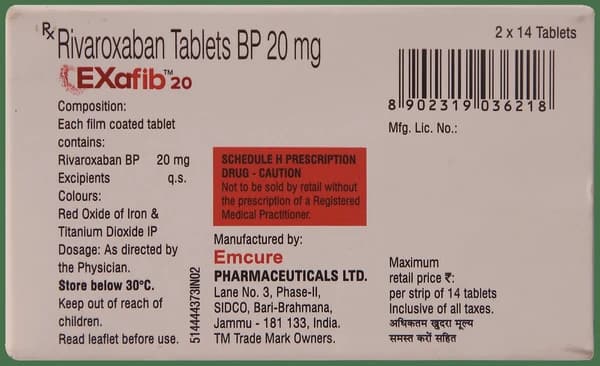 Rx Rivaroxaban Tablets BP 20 mg
2 x 14 Tablets
EXafib™ 20
8 902319 036218
Composition:
Each film coated tablet
contains:
Rivaroxaban BP 20 mg
Excipients q.s.
Colours:
Red Oxide of Iron &
Titanium Dioxide IP
Dosage: As directed by
the Physician.
Store below 30°C.
Keep out of reach of
children.
Read leaflet before use.
514444373IN02
SCHEDULE H PRESCRIPTION
DRUG - CAUTION
Not to be sold by retail without
the prescription of a Registered
Medical Practitioner.
Manufactured by:
Emcure
PHARMACEUTICALS LTD.
Lane No. 3, Phase-II,
SIDCO, Bari-Brahmana,
Jammu - 181 133, India.
TM Trade Mark Owners.
Mfg. Lic. No.:
Maximum
retail price ₹:
per strip of 14 tablets
Inclusive of all taxes.
अधिकतम खुदरा मूल्य
समस्त करों सहित